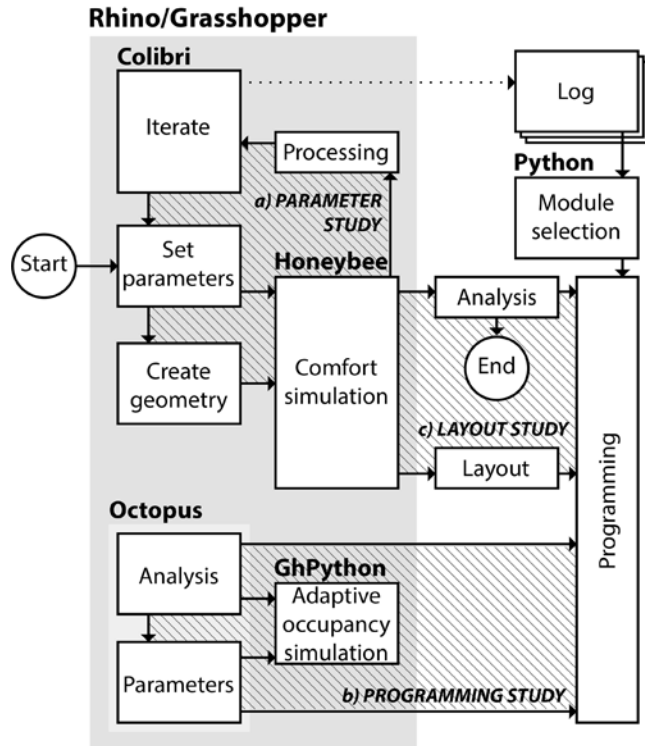 Rhino/Grasshopper
Colibri
Iterate
Log
Processing
Python
a) PARAMETER
STUDY
Module
selection
Start
Set
parameters
Honeybee
Analysis
Create
geometry
Comfort
simulation
End
c) LAYOUT STUDY
Layout
Programming
Octopus
Analysis
GhPython
Adaptive
occupancy
simulation
Parameters
b) PROGRAMMING STUDY